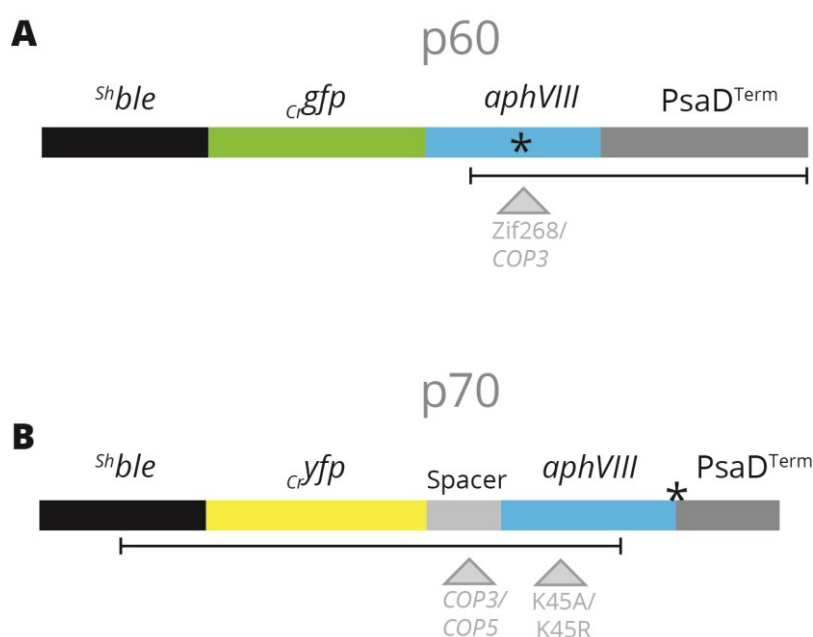 A
p60
Shble Crgfp aphVIII PsaDTerm
*
Zif268/
COP3
p70
B
Shble Cryfp Spacer aphVIII PsaDTerm
*
COP3/ K45A/
COP5 K45R